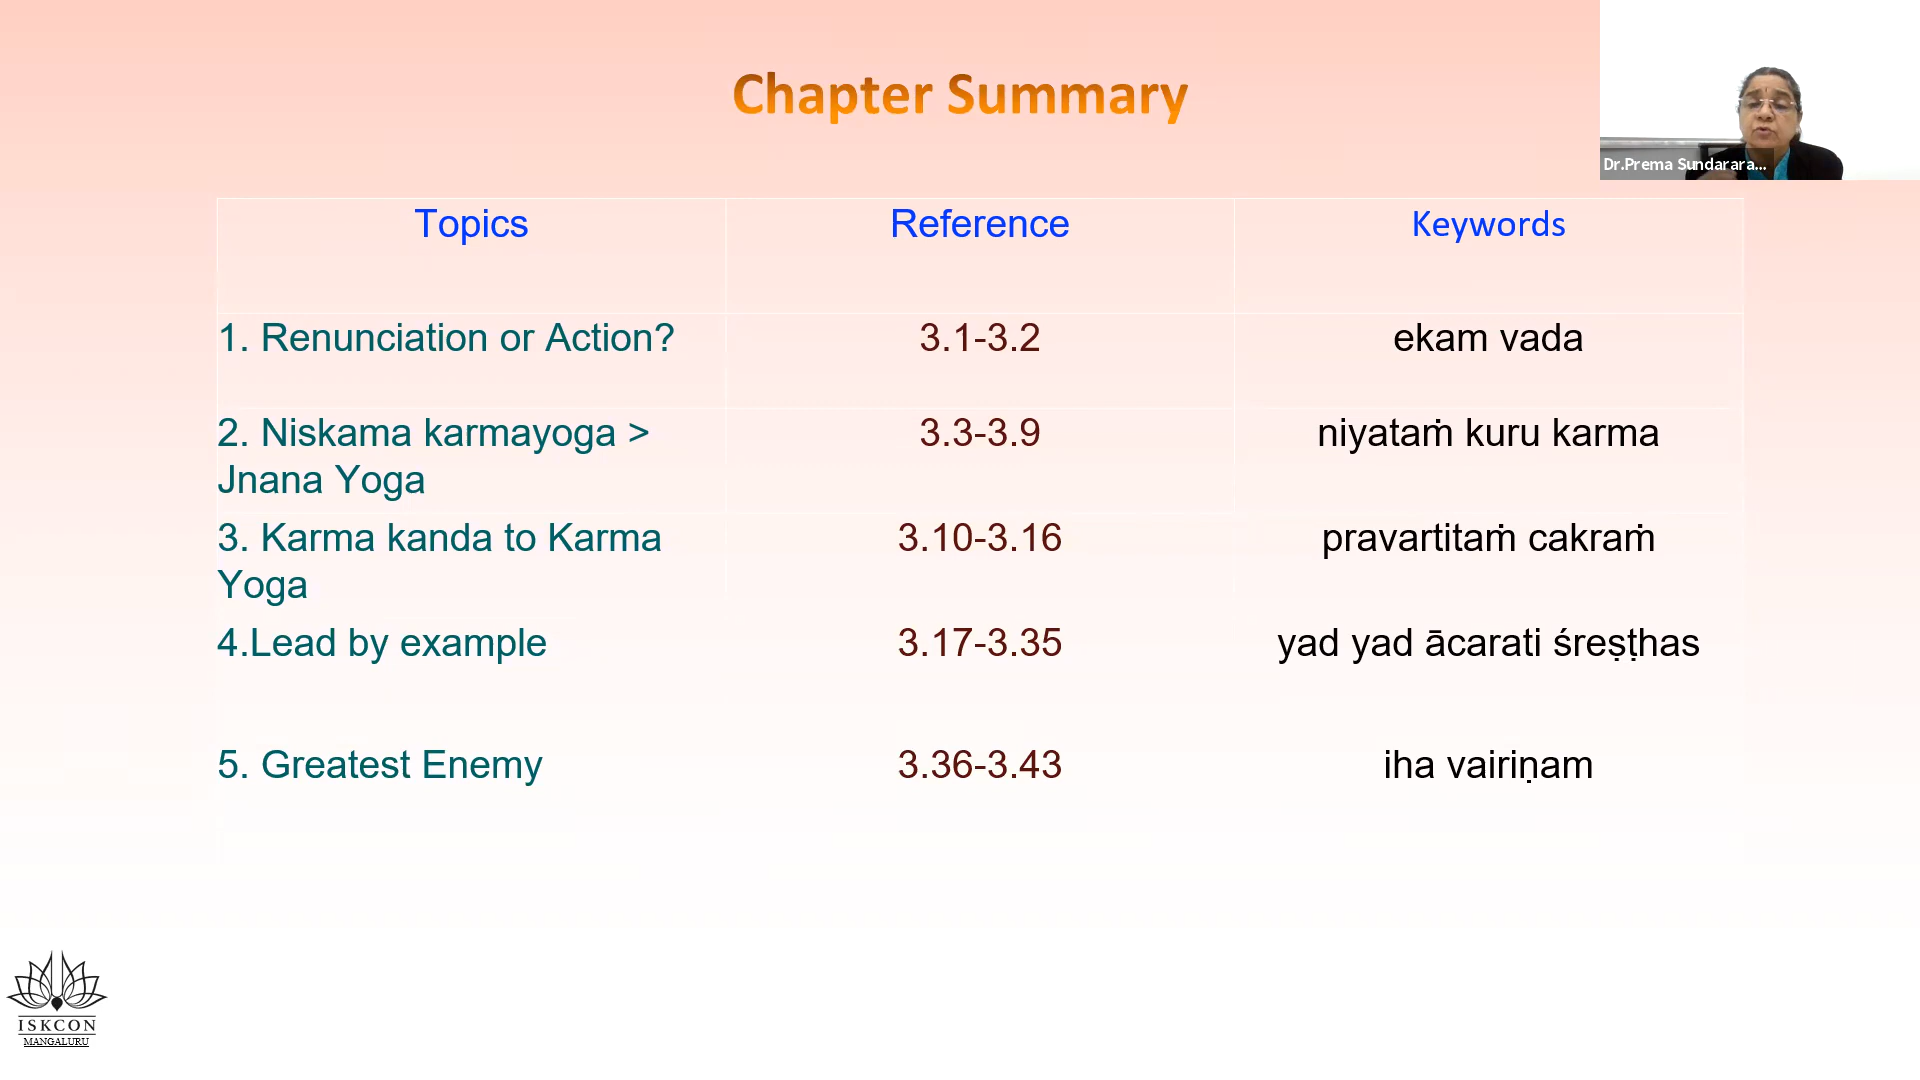 Chapter Summary
Dr.Prema Sundarara...
Topics Reference Keywords
1. Renunciation or Action? 3.1-3.2 ekam vada
2. Niskama karmayoga > 3.3-3.9 niyataṁ kuru karma
Jnana Yoga
3. Karma kanda to Karma 3.10-3.16 pravartitaṁ cakraṁ
Yoga
4.Lead by example 3.17-3.35 yad yad ācarati śreṣṭhas
5. Greatest Enemy 3.36-3.43 iha vairiṇam
ISKCON
MANGALURU